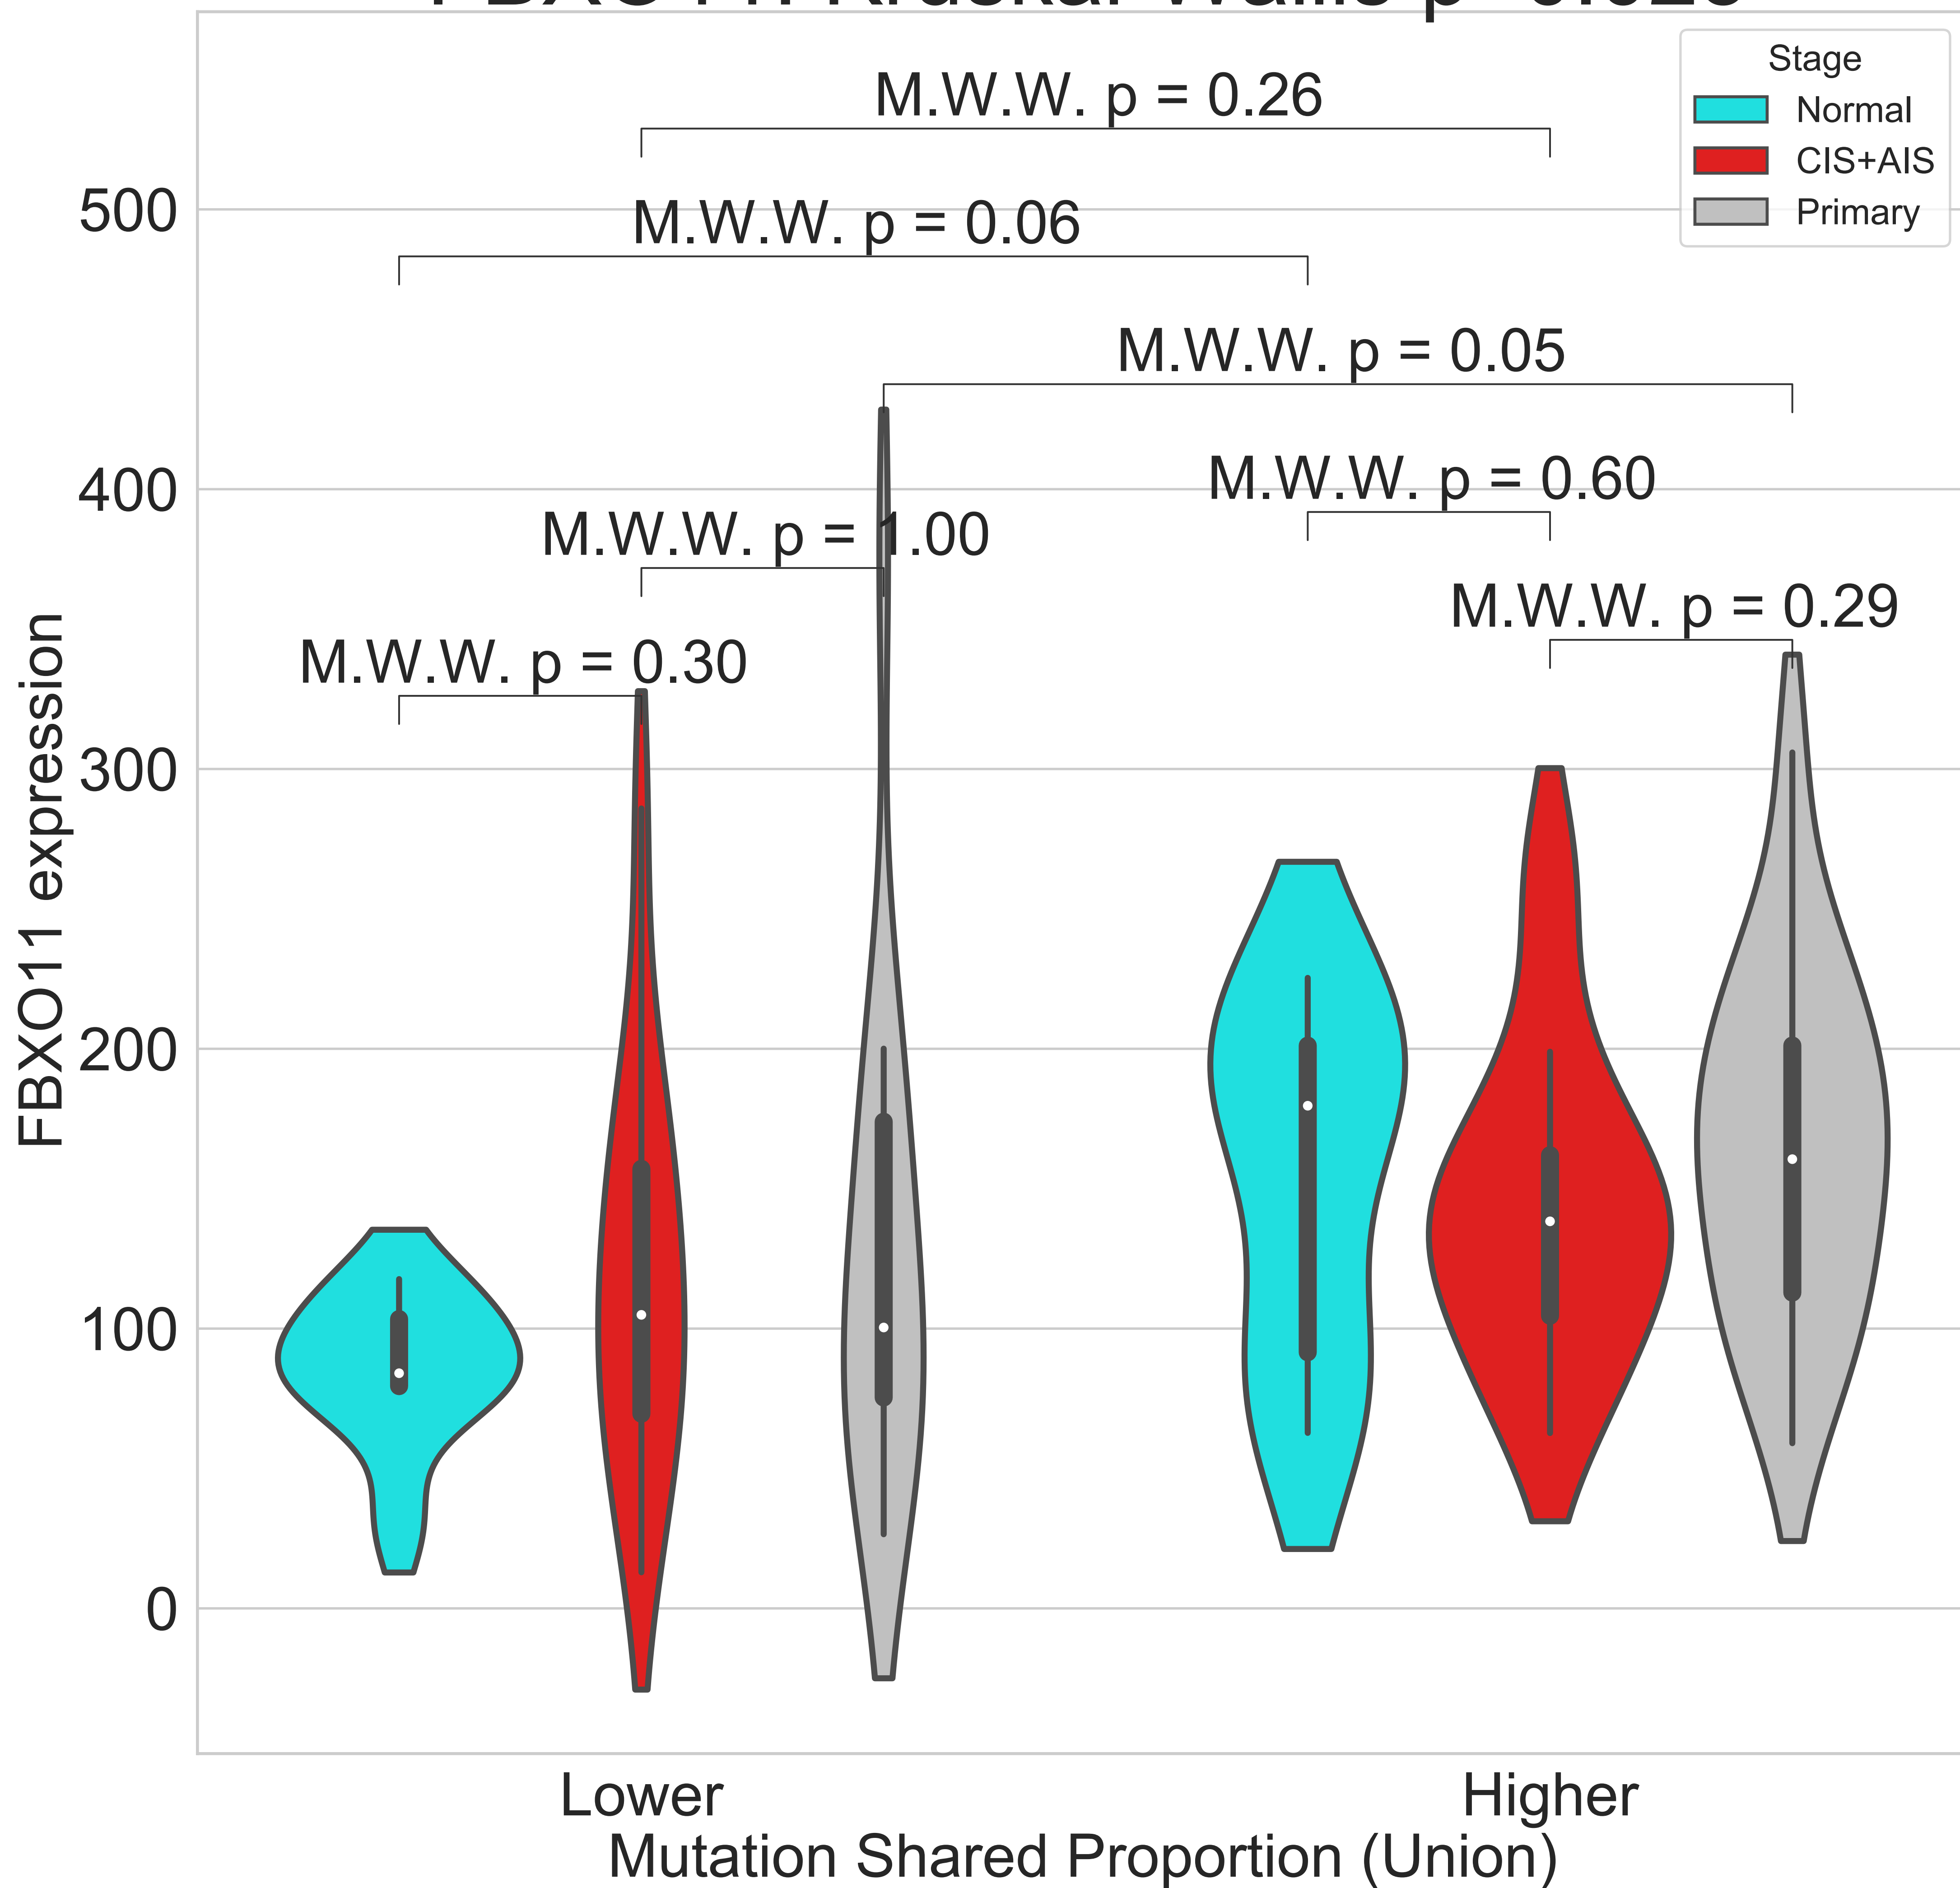 Stage
Normal
CIS+AIS
Primary
M.W.W. p = 0.26
M.W.W. p = 0.06
M.W.W. p = 0.05
M.W.W. p = 0.60
M.W.W. p = 1.00
M.W.W. p = 0.29
M.W.W. p = 0.30
500
400
300
200
100
0
FBXO11 expression
Lower
Higher
Mutation Shared Proportion (Union)